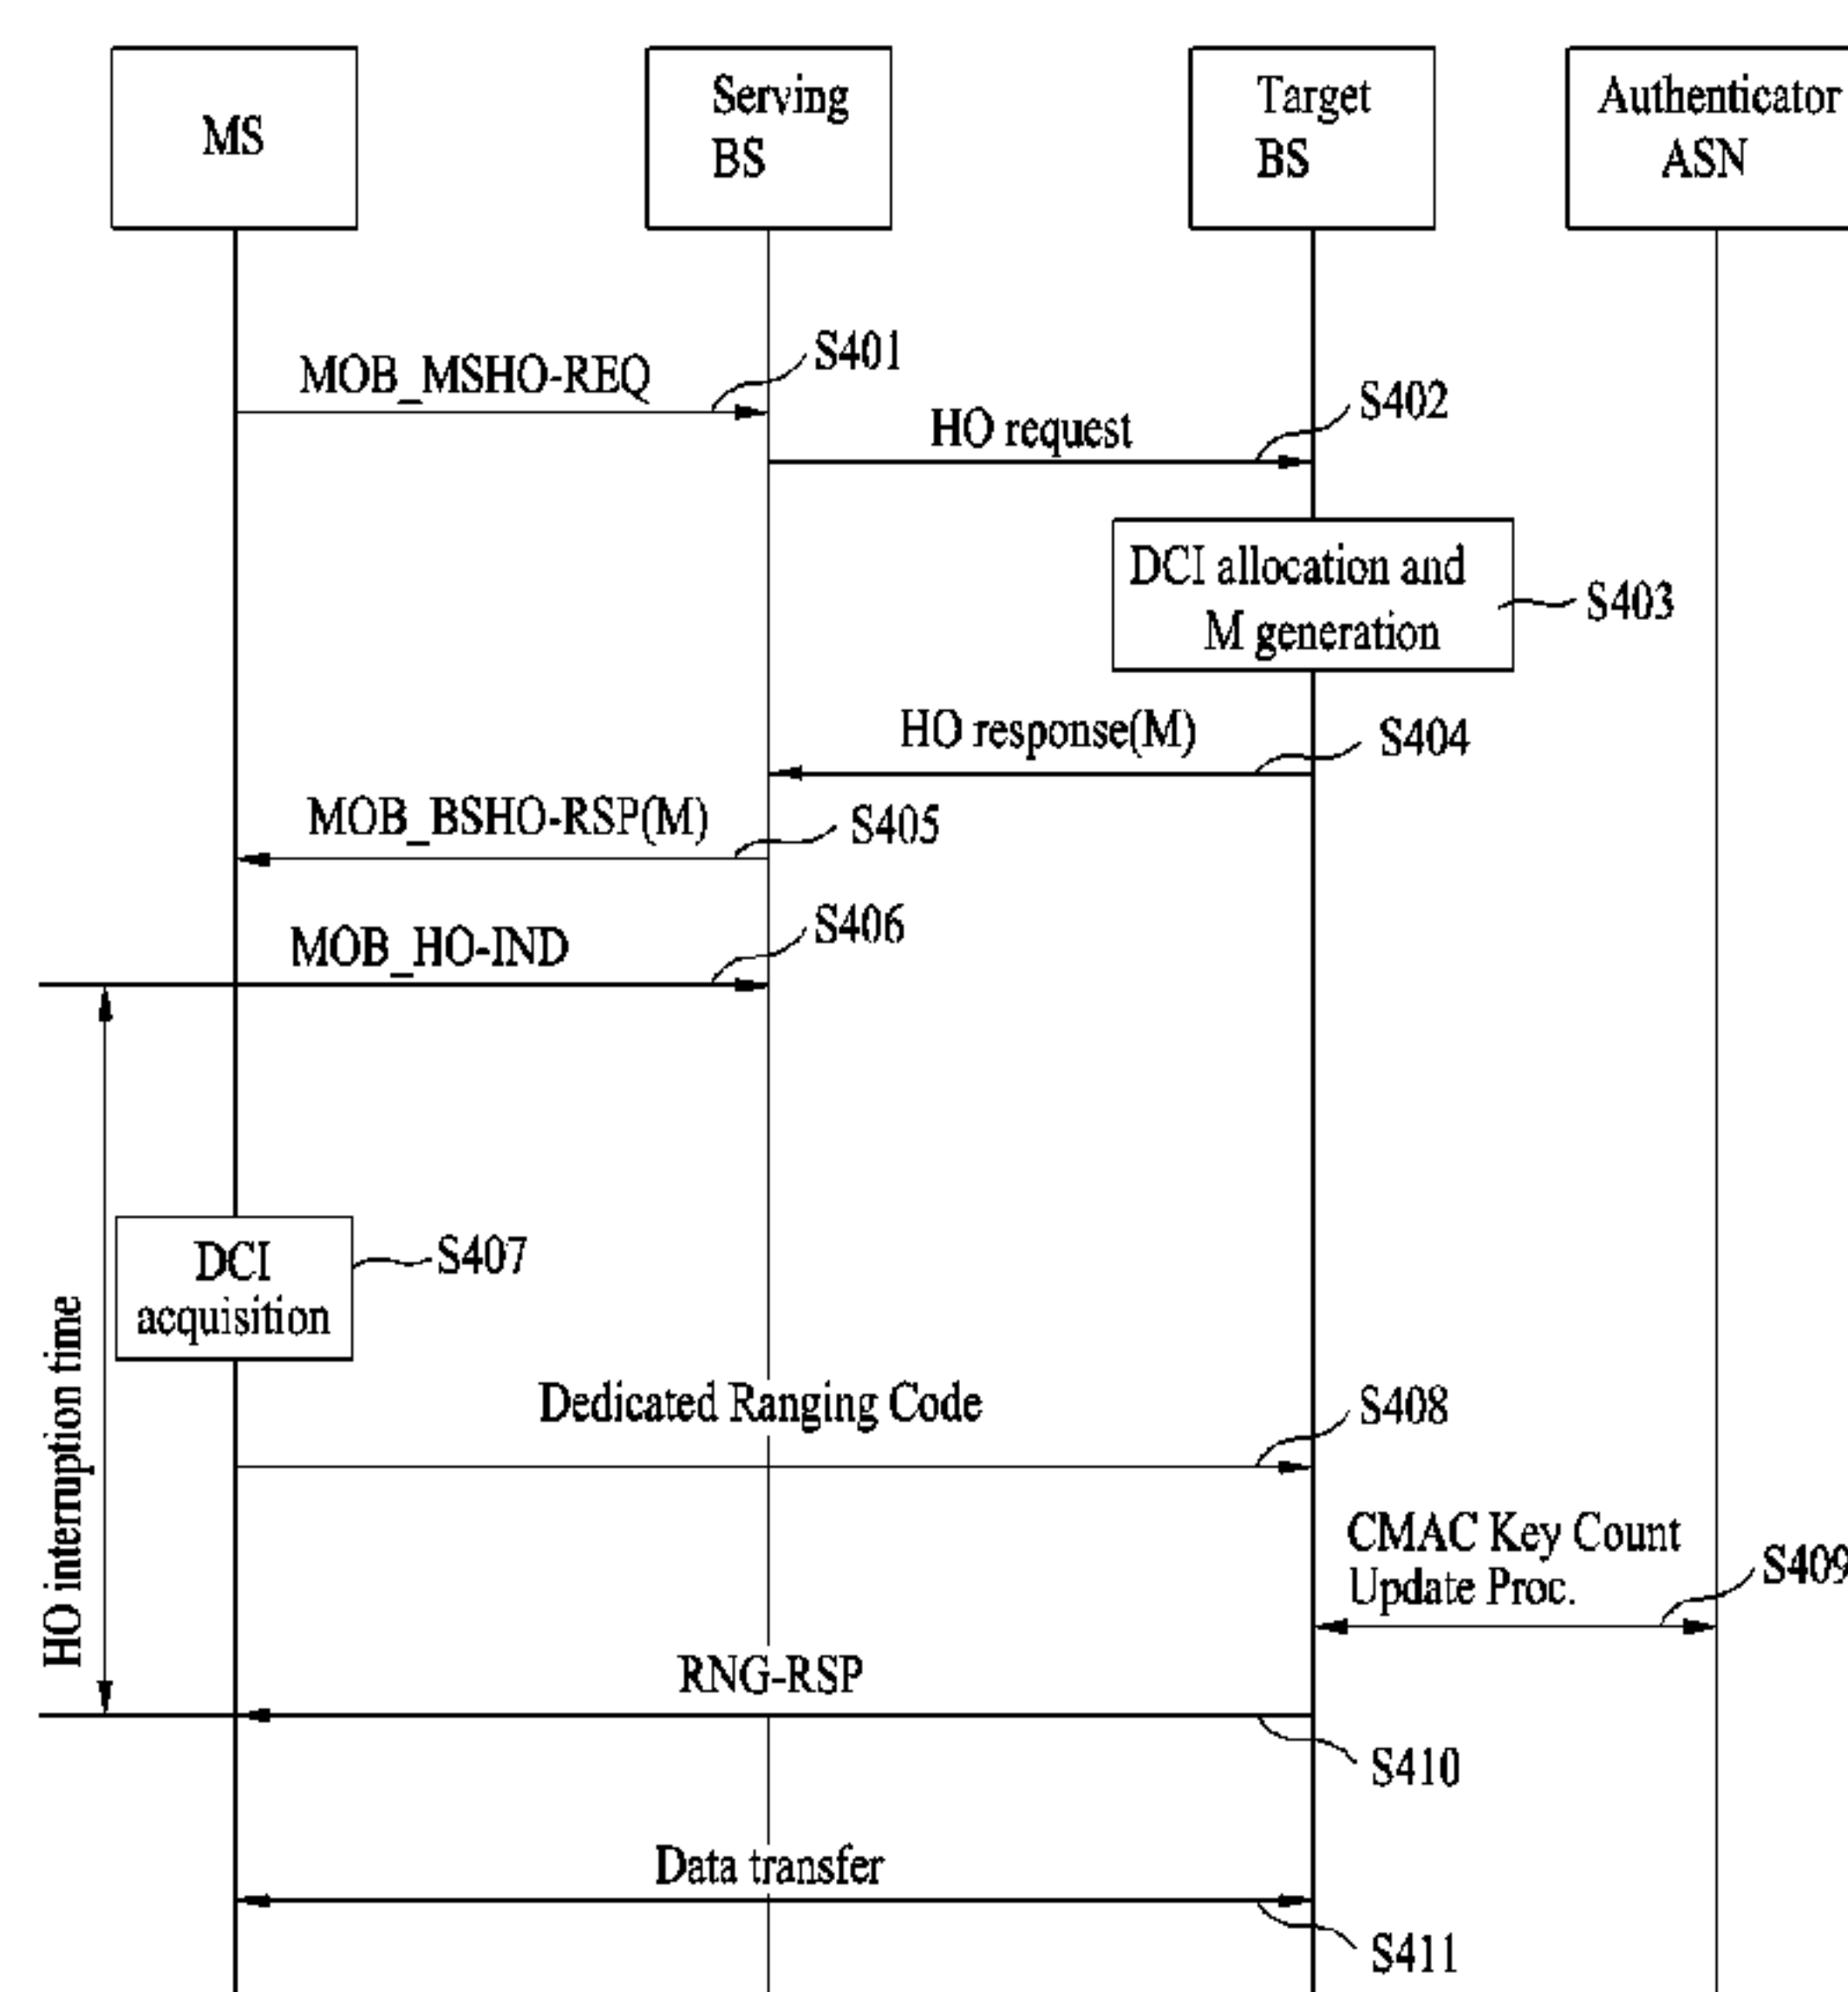 MS
Serving
BS
Target
BS
Authenticator
ASN
MOB_MSHO-REQ
S401
HO request
S402
DCI allocation and
M generation
S403
HO response(M)
S404
MOB_BSHO-RSP(M)
S405
MOB_HO-IND
S406
HO interruption time
DCI
acquisition
S407
Dedicated Ranging Code
S408
CMAC Key Count
Update Proc.
S409
RNG-RSP
S410
Data transfer
S411